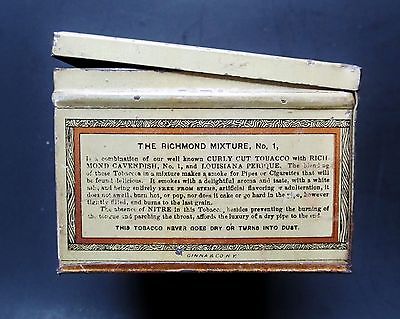 THE RICHMOND MIXTURE, No. 1,
is a combination of our well known CURLY CUT TOBACCO with RICH-
MOND CAVENDISH, No. 1, and LOUISIANA PERIQUE. The blending
of these Tobaccos in a mixture makes a smoke for Pipes or Cigarettes that will
be found delicious. It smokes with a delightful aroma and taste, with a white
ash, and being entirely FREE FROM STEMS, artificial flavoring or adulteration, it
does not swell, burn hot, or pop, nor does it cake or go hard in the pipe, however
tightly filled, and burns to the last grain.
The absence of NITRE in this Tobacco, besides preventing the burning of
the tongue and parching the throat, affords the luxury of a dry pipe to the end.
THIS TOBACCO NEVER GOES DRY OR TURNS INTO DUST.
GINNA & CO. N.Y.